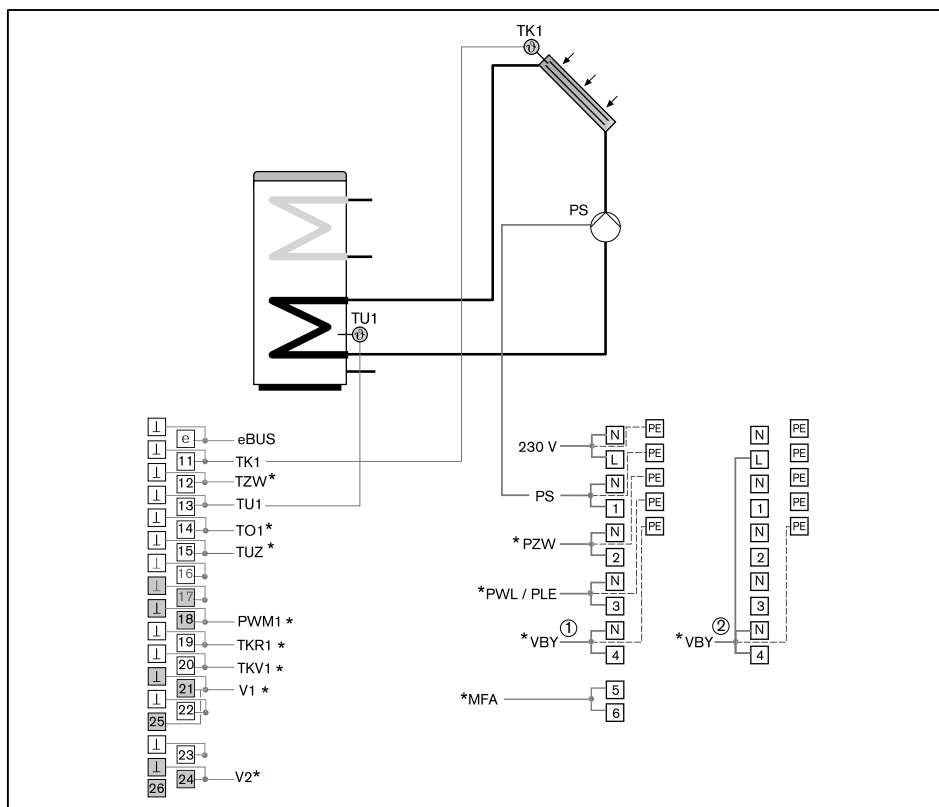 TK1
PS
TU1
⊥
e eBUS
⊥
11 TK1
⊥
12 TZW*
⊥
13 TU1
⊥
14 TO1*
⊥
15 TUZ *
⊥
16
⊥
17
⊥
18 PWM1 *
⊥
19 TKR1 *
⊥
20 TKV1 *
⊥
21 V1 *
⊥
22
25
⊥
23
⊥
24 V2*
26
230 V N PE
L PE
PS N PE
1 PE
*PZW N PE
2
*PWL / PLE N
3
*VBY ① N
4
*MFA 5
6
N PE
L PE
N PE
1 PE
N PE
2
N
3
*VBY ② N
4